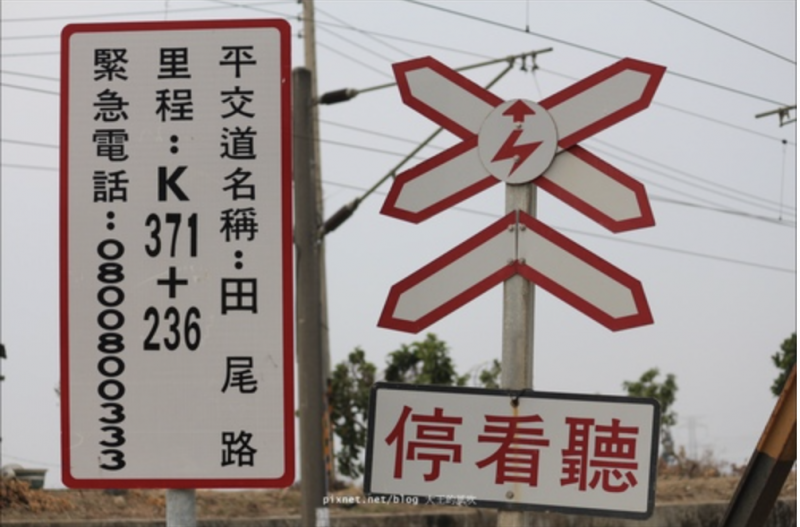 平交道名稱：田尾路
里程：K371+236
緊急電話：0800800333
停看聽
pixnet.net/blog